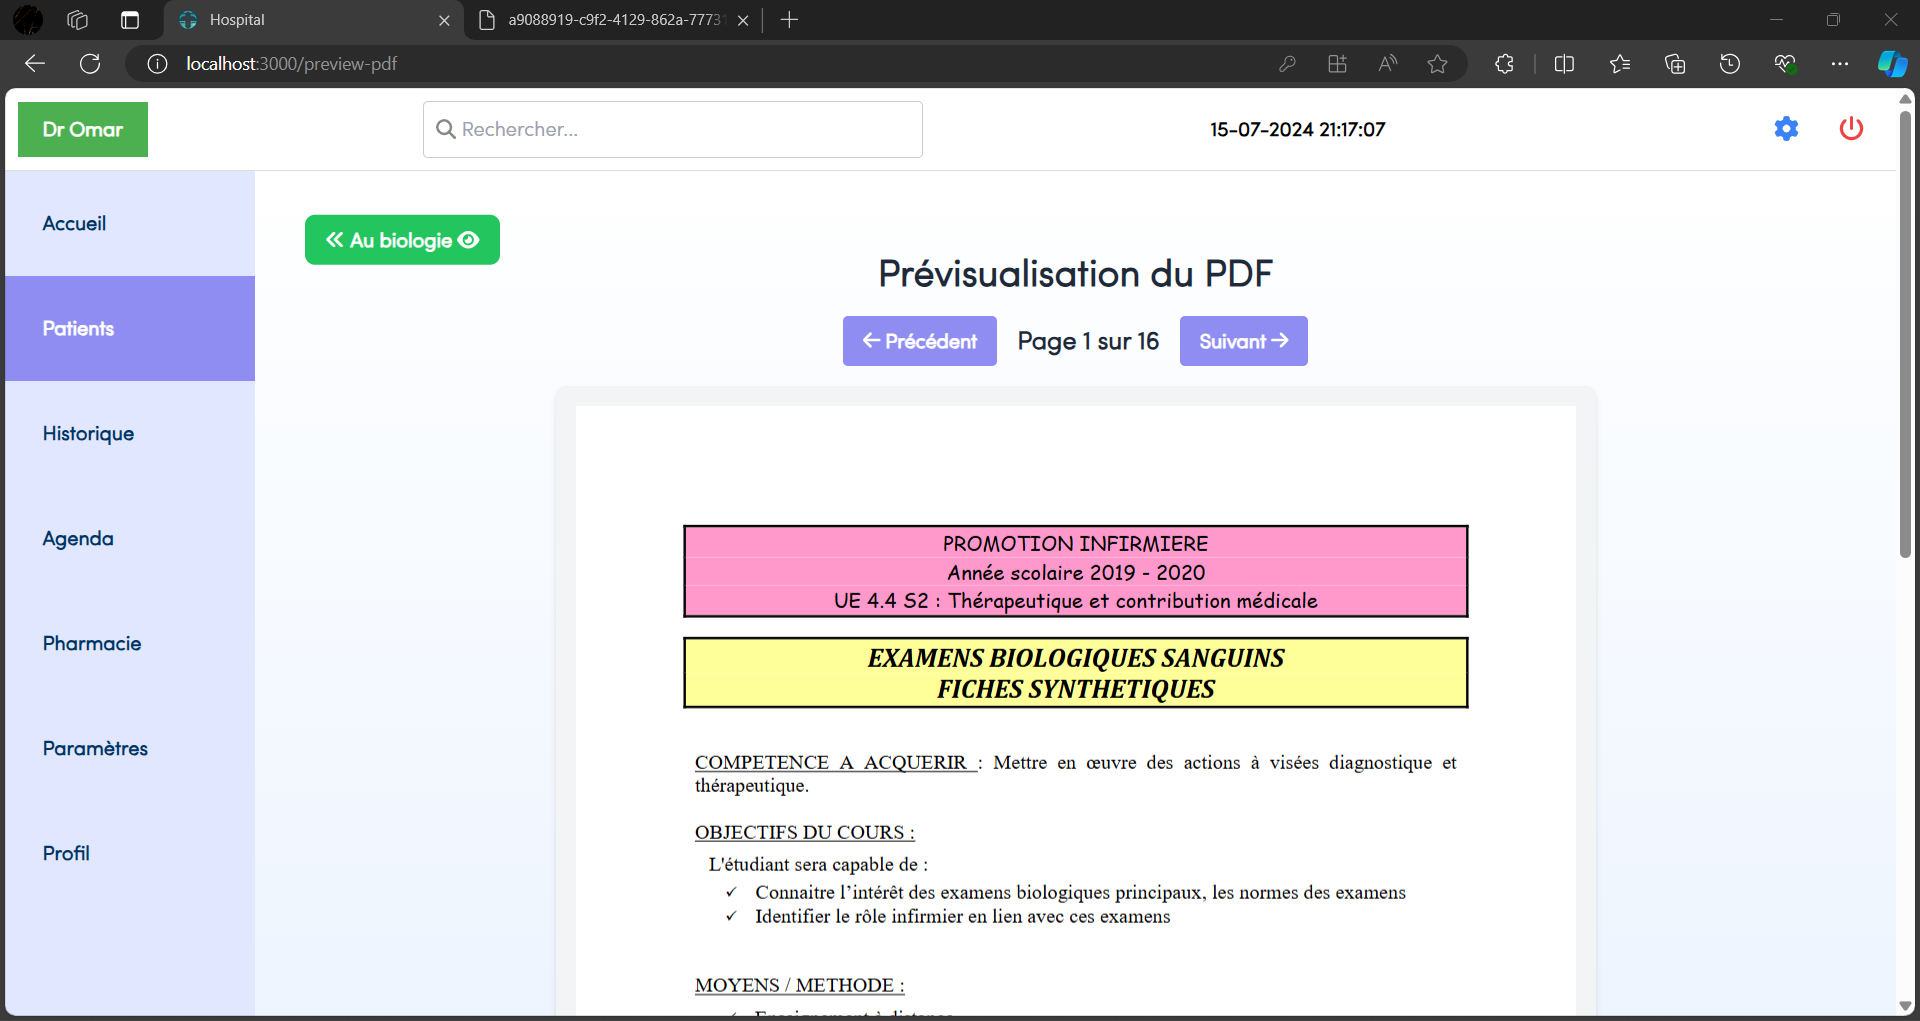 Hospital
a9088919-c9f2-4129-862a-7773
localhost:3000/preview-pdf
Dr Omar
Rechercher...
15-07-2024 21:17:07
Accueil
Patients
Historique
Agenda
Pharmacie
Paramètres
Profil
Au biologie
Prévisualisation du PDF
Précédent
Page 1 sur 16
Suivant
PROMOTION INFIRMIERE
Année scolaire 2019 - 2020
UE 4.4 S2 : Thérapeutique et contribution médicale
EXAMENS BIOLOGIQUES SANGUINS
FICHES SYNTHETIQUES
COMPETENCE A ACQUERIR : Mettre en œuvre des actions à visées diagnostique et
thérapeutique.
OBJECTIFS DU COURS :
L'étudiant sera capable de :
✓ Connaitre l’intérêt des examens biologiques principaux, les normes des examens
✓ Identifier le rôle infirmier en lien avec ces examens
MOYENS / METHODE :